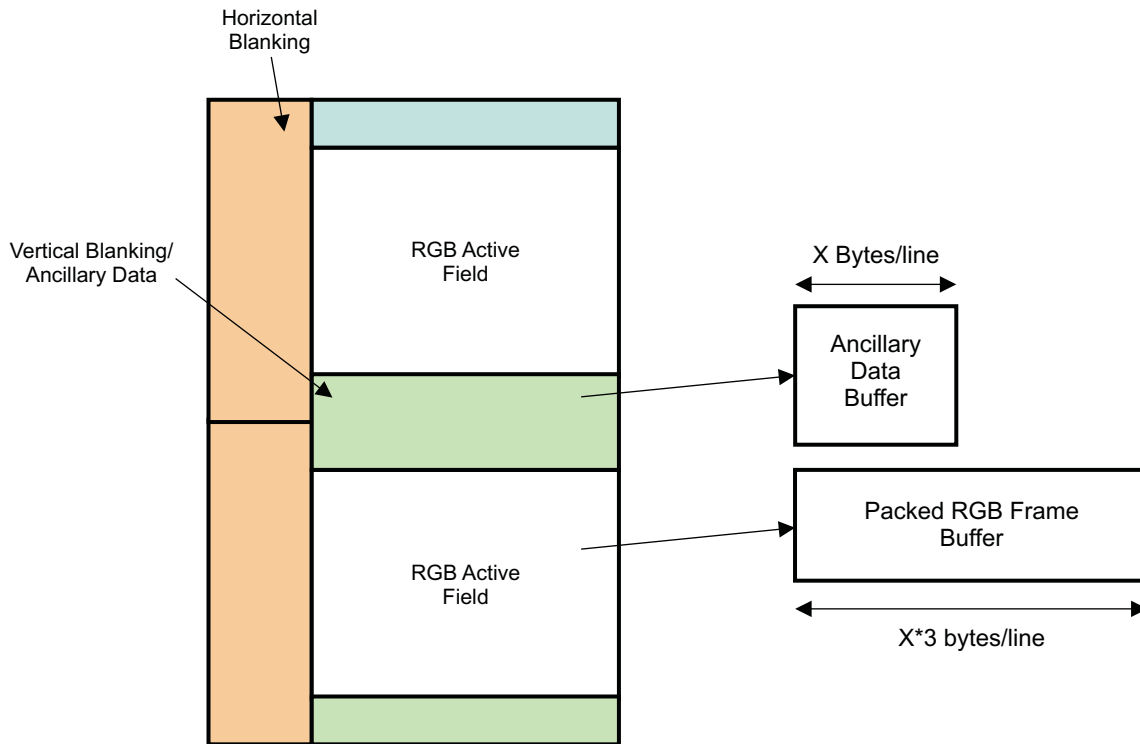 Horizontal
Blanking
Vertical Blanking/
Ancillary Data
RGB Active
Field
X Bytes/line
Ancillary
Data
Buffer
Packed RGB Frame
Buffer
RGB Active
Field
X*3 bytes/line